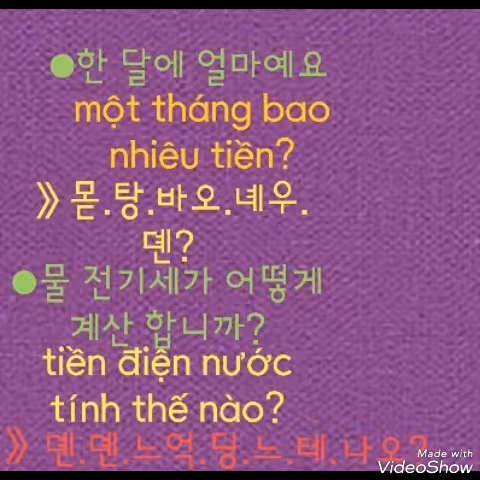 ●한 달에 얼마예요
một tháng bao
nhiêu tiền?
》몯.탕.바오.녜우.
뎬?
●물 전기세가 어떻게
계산 합니까?
tiền điện nước
tính thế nào?
》뎬.뎬.느억.딩.느.테.나오?
Made with
VideoShow